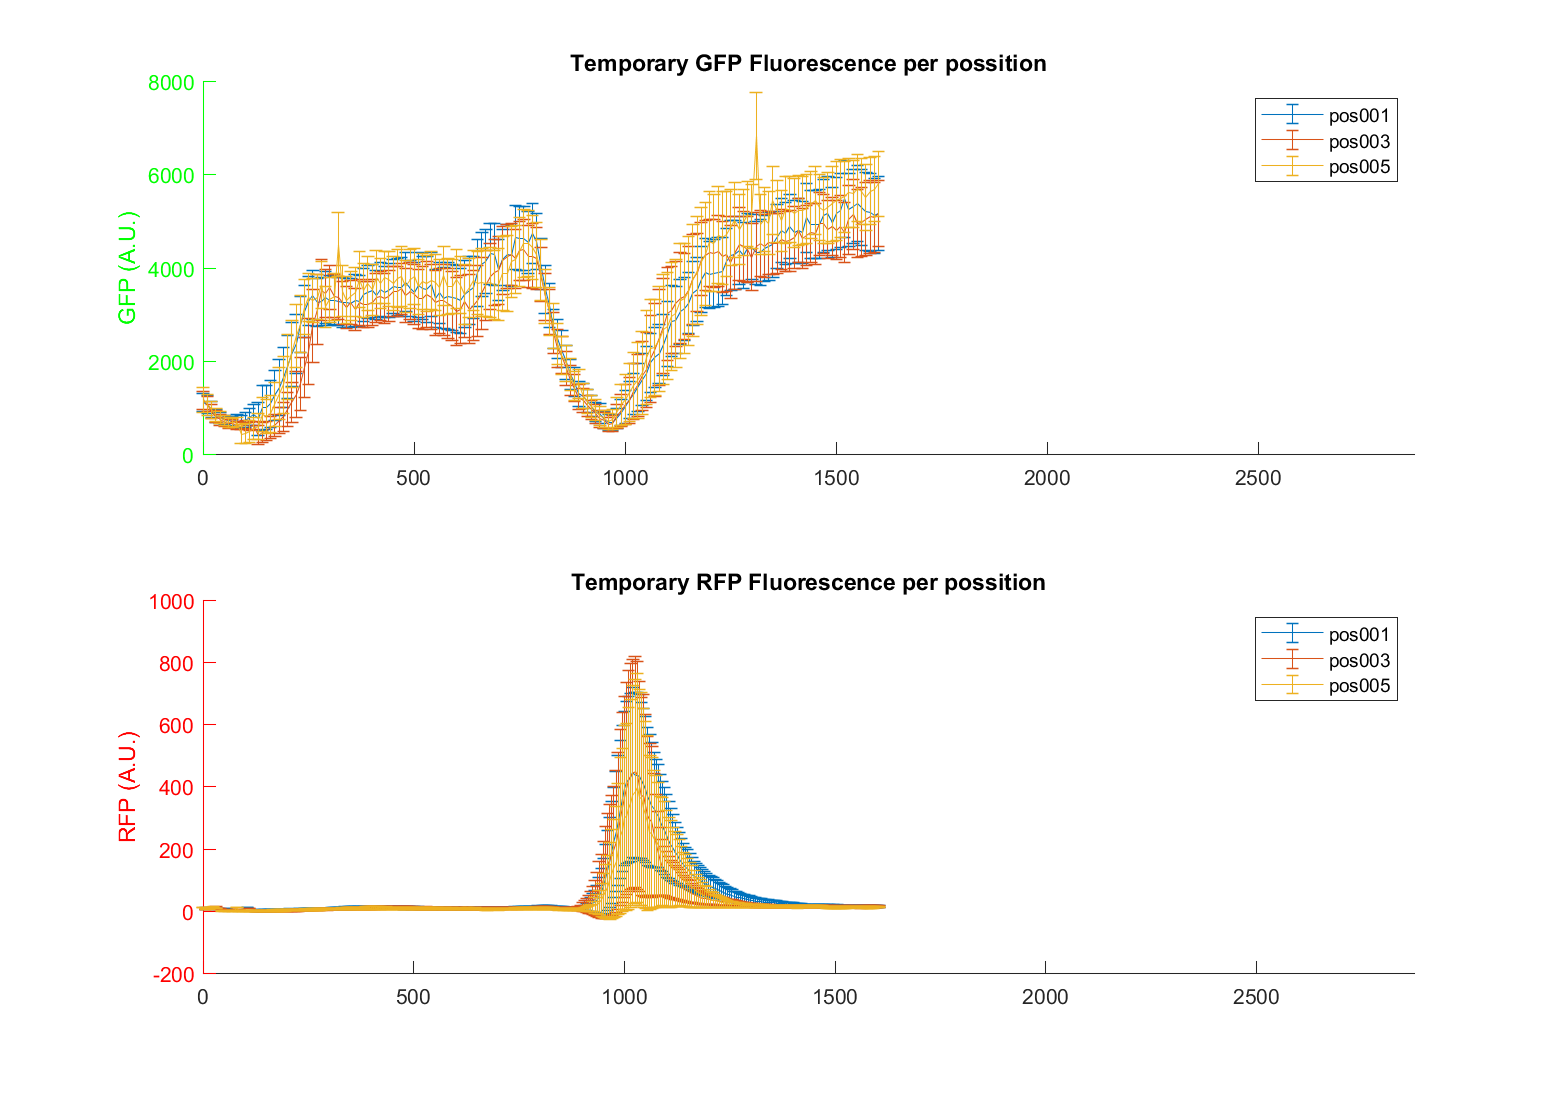 Temporary GFP Fluorescence per possition
8000
6000
4000
2000
0
GFP (A.U.)
pos001
pos003
pos005
0 500 1000 1500 2000 2500
Temporary RFP Fluorescence per possition
1000
800
600
400
200
0
-200
RFP (A.U.)
pos001
pos003
pos005
0 500 1000 1500 2000 2500